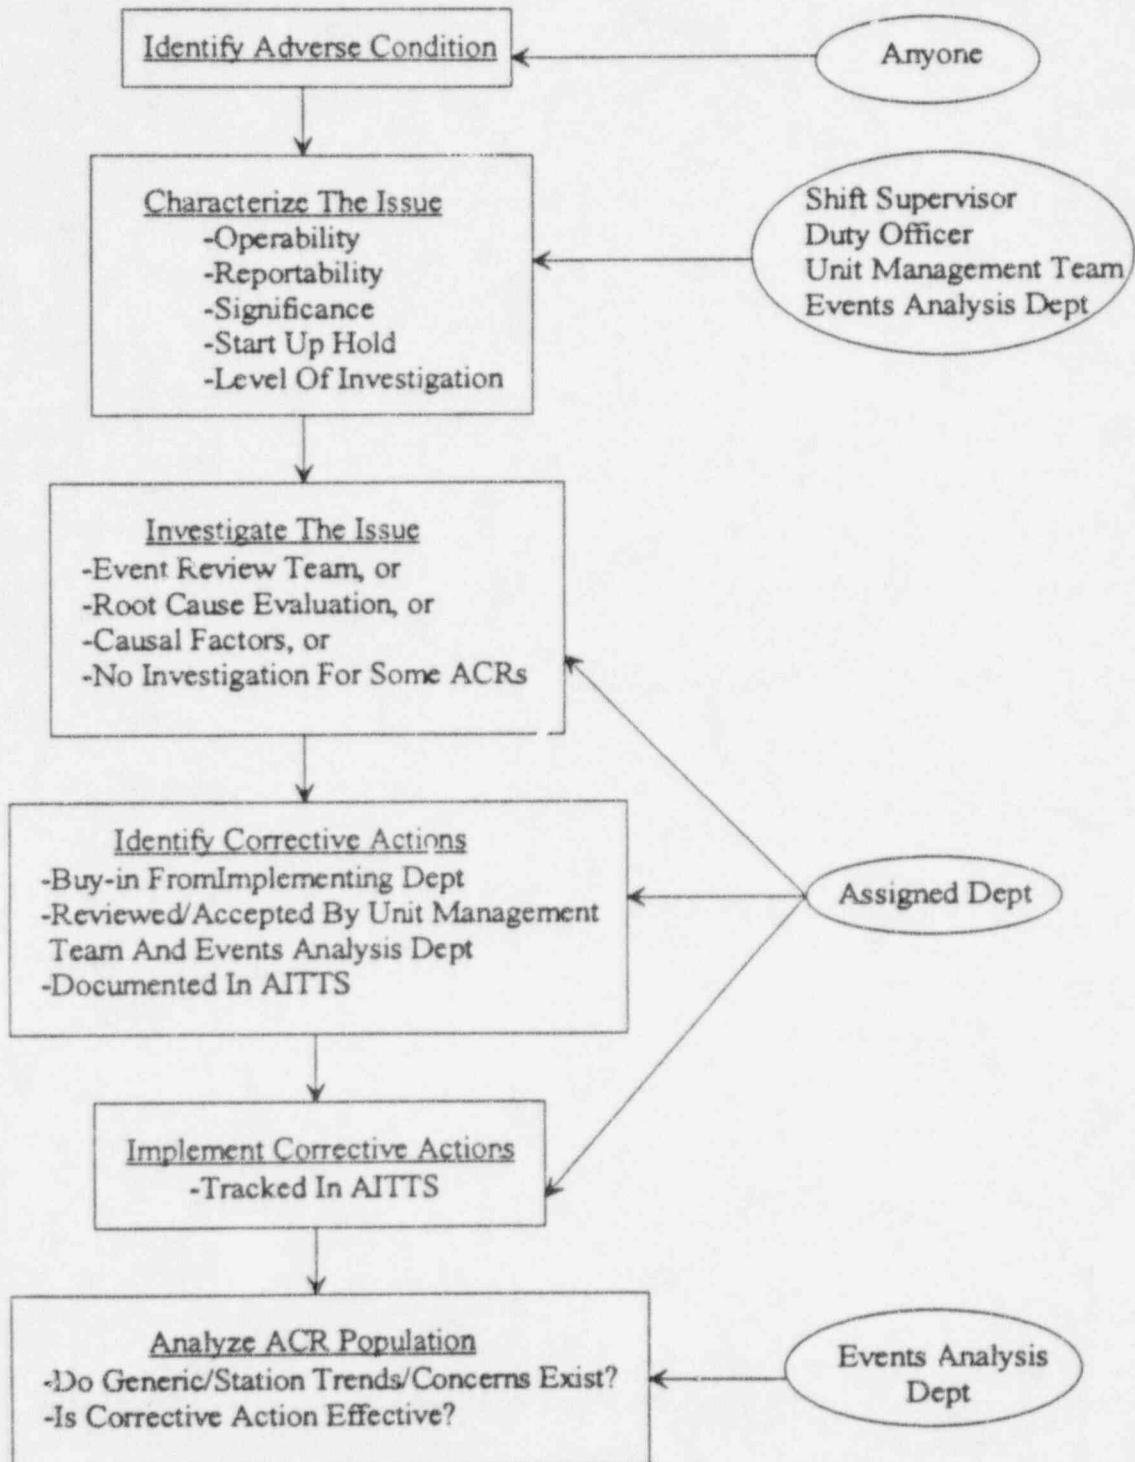 Identify Adverse Condition
Anyone
Characterize The Issue
-Operability
-Reportability
-Significance
-Start Up Hold
-Level Of Investigation
Shift Supervisor
Duty Officer
Unit Management Team
Events Analysis Dept
Investigate The Issue
-Event Review Team, or
-Root Cause Evaluation, or
-Causal Factors, or
-No Investigation For Some ACRs
Identify Corrective Actions
-Buy-in FromImplementing Dept
-Reviewed/Accepted By Unit Management
Team And Events Analysis Dept
-Documented In AITTS
Assigned Dept
Implement Corrective Actions
-Tracked In AITTS
Analyze ACR Population
-Do Generic/Station Trends/Concerns Exist?
-Is Corrective Action Effective?
Events Analysis
Dept